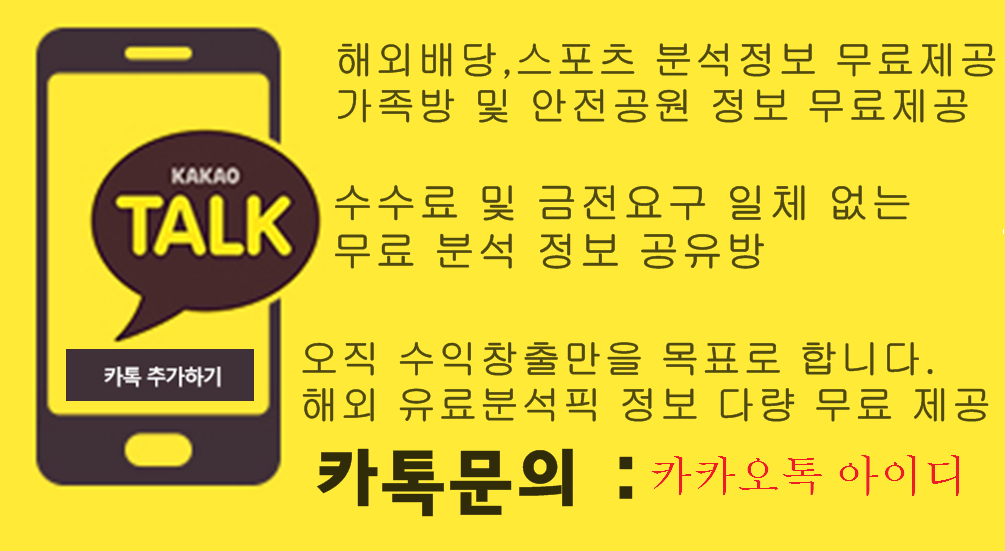 해외배당,스포츠 분석정보 무료제공
가족방 및 안전공원 정보 무료제공
KAKAO
TALK
수수료 및 금전요구 일체 없는
무료 분석 정보 공유방
카톡 추가하기
오직 수익창출만을 목표로 합니다.
해외 유료분석픽 정보 다량 무료 제공
카톡문의 : 카카오톡 아이디